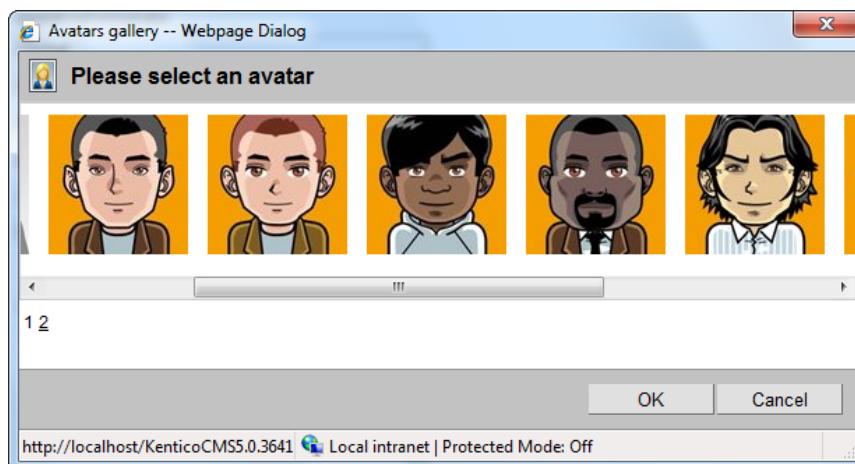 Avatars gallery -- Webpage Dialog
Please select an avatar
1 2
OK Cancel
http://localhost/KenticoCMS5.0.3641 Local intranet | Protected Mode: Off